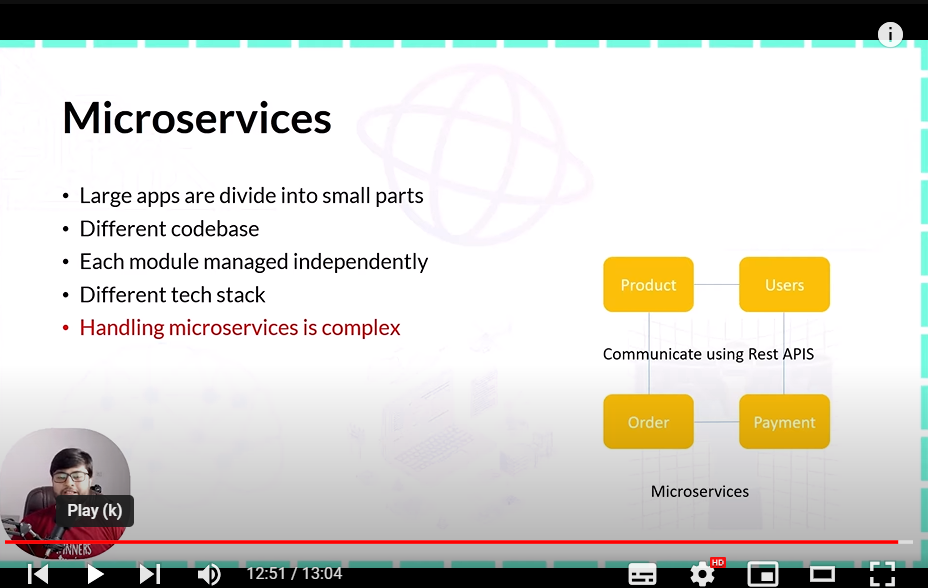 i
Microservices
• Large apps are divide into small parts
• Different codebase
• Each module managed independently
• Different tech stack
• Handling microservices is complex
Product
Users
Communicate using Rest APIS
Order
Payment
Microservices
Play (k)
12:51 / 13:04
HD